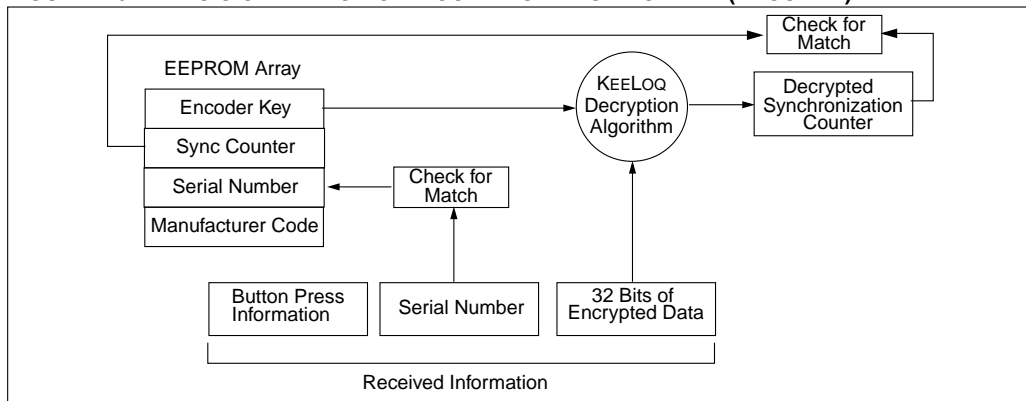 Check for
Match
EEPROM Array
Encoder Key
Sync Counter
Serial Number
Manufacturer Code
KEELOQ
Decryption
Algorithm
Decrypted
Synchronization
Counter
Check for
Match
Button Press
Information
Serial Number
32 Bits of
Encrypted Data
Received Information